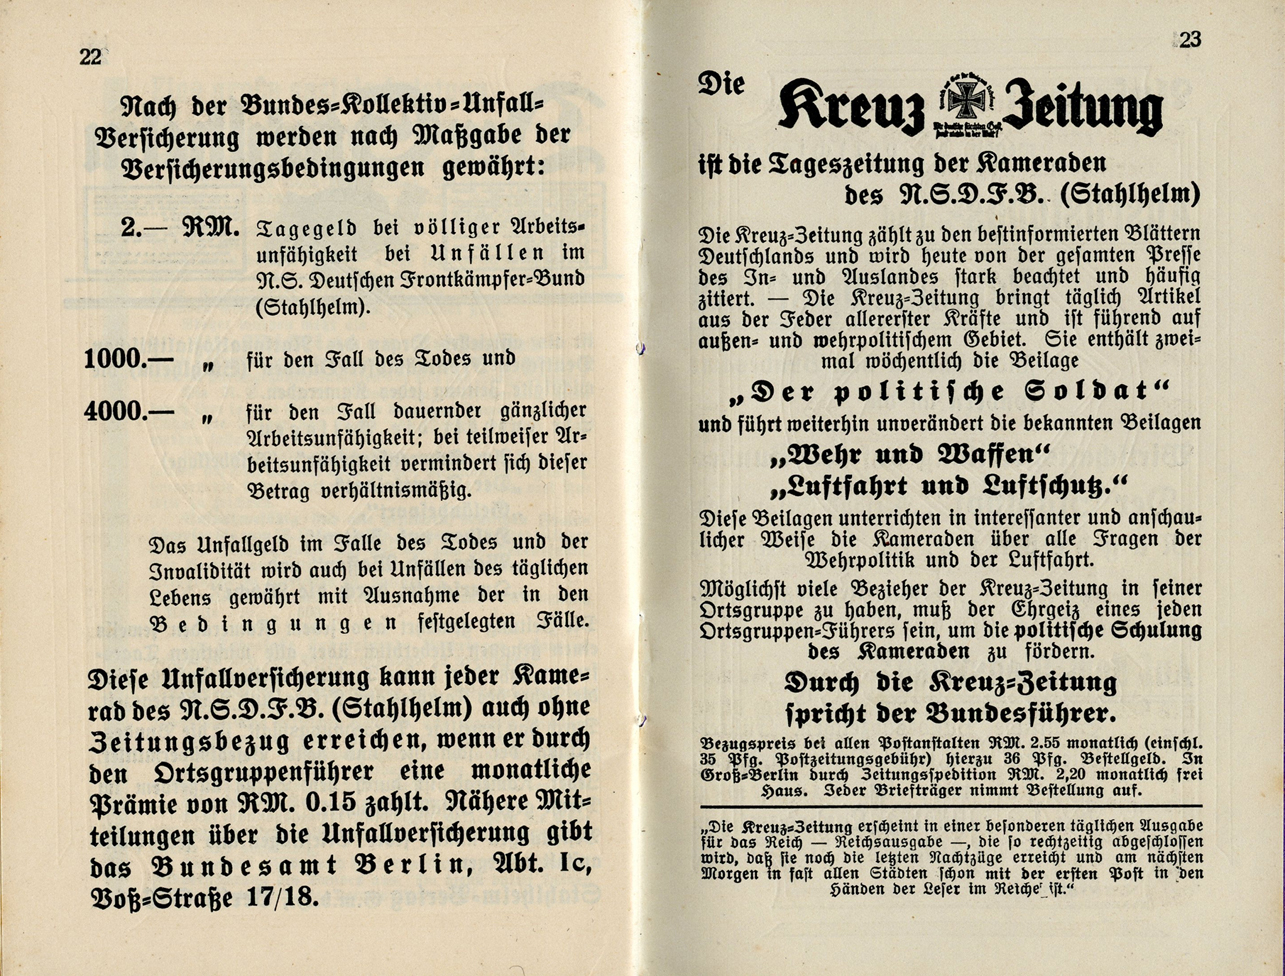 22
Nach der Bundes-Kollektiv-Unfall-
Versicherung werden nach Maßgabe der
Versicherungsbedingungen gewährt:
2.— RM. Tagegeld bei völliger Arbeits-
unfähigkeit bei Unfällen im
N.S. Deutschen Frontkämpfer-Bund
(Stahlhelm).
1000.— „ für den Fall des Todes und
4000.— „ für den Fall dauernder gänzlicher
Arbeitsunfähigkeit; bei teilweiser Ar-
beitsunfähigkeit vermindert sich dieser
Betrag verhältnismäßig.
Das Unfallgeld im Falle des Todes und der
Invalidität wird auch bei Unfällen des täglichen
Lebens gewährt mit Ausnahme der in den
Bedingungen festgelegten Fälle.
Diese Unfallversicherung kann jeder Kame-
rad des N.S.D.F.B. (Stahlhelm) auch ohne
Zeitungsbezug erreichen, wenn er durch
den Ortsgruppenführer eine monatliche
Prämie von RM. 0.15 zahlt. Nähere Mit-
teilungen über die Unfallversicherung gibt
das Bundesamt Berlin, Abt. Ic,
Voß-Straße 17/18.
23
Die Kreuz Zeitung
ist die Tageszeitung der Kameraden
des N.S.D.F.B. (Stahlhelm)
Die Kreuz-Zeitung zählt zu den bestinformierten Blättern
Deutschlands und wird heute von der gesamten Presse
des In- und Auslandes stark beachtet und häufig
zitiert. — Die Kreuz-Zeitung bringt täglich Artikel
aus der Feder allererster Kräfte und ist führend auf
außen- und wehrpolitischem Gebiet. Sie enthält zwei-
mal wöchentlich die Beilage
„Der politische Soldat“
und führt weiterhin unverändert die bekannten Beilagen
„Wehr und Waffen“
„Luftfahrt und Luftschutz.“
Diese Beilagen unterrichten in interessanter und anschau-
licher Weise die Kameraden über alle Fragen der
Wehrpolitik und der Luftfahrt.
Möglichst viele Bezieher der Kreuz-Zeitung in seiner
Ortsgruppe zu haben, muß der Ehrgeiz eines jeden
Ortsgruppen-Führers sein, um die politische Schulung
des Kameraden zu fördern.
Durch die Kreuz-Zeitung
spricht der Bundesführer.
Bezugspreis bei allen Postanstalten RM. 2.55 monatlich (einschl.
35 Pfg. Postzeitungsgebühr) hierzu 36 Pfg. Bestellgeld. In
Groß-Berlin durch Zeitungsspedition RM. 2,20 monatlich frei
Haus. Jeder Briefträger nimmt Bestellung auf.
„Die Kreuz-Zeitung erscheint in einer besonderen täglichen Ausgabe
für das Reich — Reichsausgabe —, die so rechtzeitig abgeschlossen
wird, daß sie noch die letzten Nachtzüge erreicht und am nächsten
Morgen in fast allen Städten schon mit der ersten Post in den
Händen der Leser im Reiche ist.“